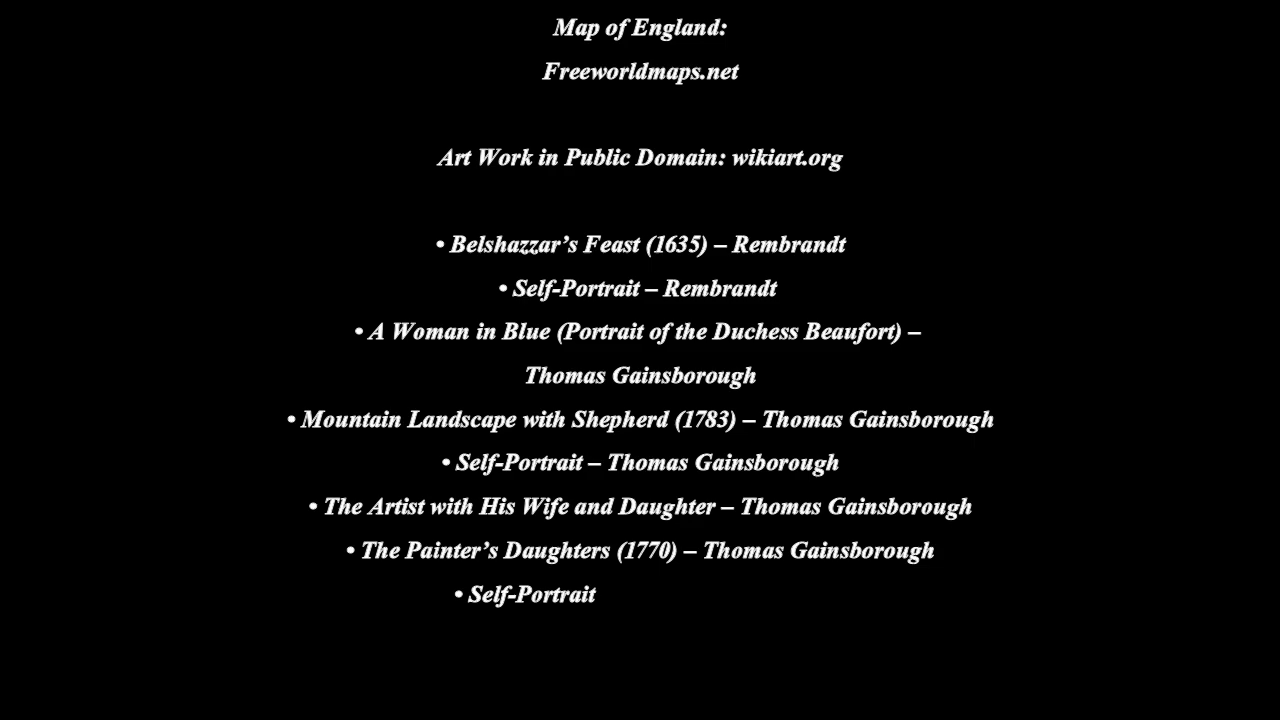 Map of England:
Freeworldmaps.net
Art Work in Public Domain: wikiart.org
• Belshazzar’s Feast (1635) – Rembrandt
• Self-Portrait – Rembrandt
• A Woman in Blue (Portrait of the Duchess Beaufort) –
Thomas Gainsborough
• Mountain Landscape with Shepherd (1783) – Thomas Gainsborough
• Self-Portrait – Thomas Gainsborough
• The Artist with His Wife and Daughter – Thomas Gainsborough
• The Painter’s Daughters (1770) – Thomas Gainsborough
• Self-Portrait